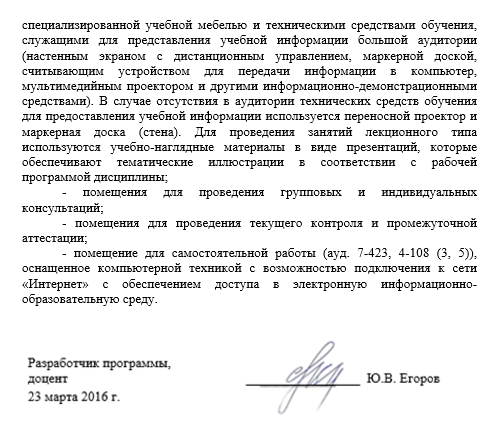 специализированной учебной мебелью и техническими средствами обучения,
служащими для представления учебной информации большой аудитории
(настенным экраном с дистанционным управлением, маркерной доской,
считывающим устройством для передачи информации в компьютер,
мультимедийным проектором и другими информационно-демонстрационными
средствами). В случае отсутствия в аудитории технических средств обучения
для предоставления учебной информации используется переносной проектор и
маркерная доска (стена). Для проведения занятий лекционного типа
используются учебно-наглядные материалы в виде презентаций, которые
обеспечивают тематические иллюстрации в соответствии с рабочей
программой дисциплины;
- помещения для проведения групповых и индивидуальных
консультаций;
- помещения для проведения текущего контроля и промежуточной
аттестации;
- помещение для самостоятельной работы (ауд. 7-423, 4-108 (3, 5)),
оснащенное компьютерной техникой с возможностью подключения к сети
«Интернет» с обеспечением доступа в электронную информационно-
образовательную среду.
Разработчик программы,
доцент
Ю.В. Егоров
23 марта 2016 г.